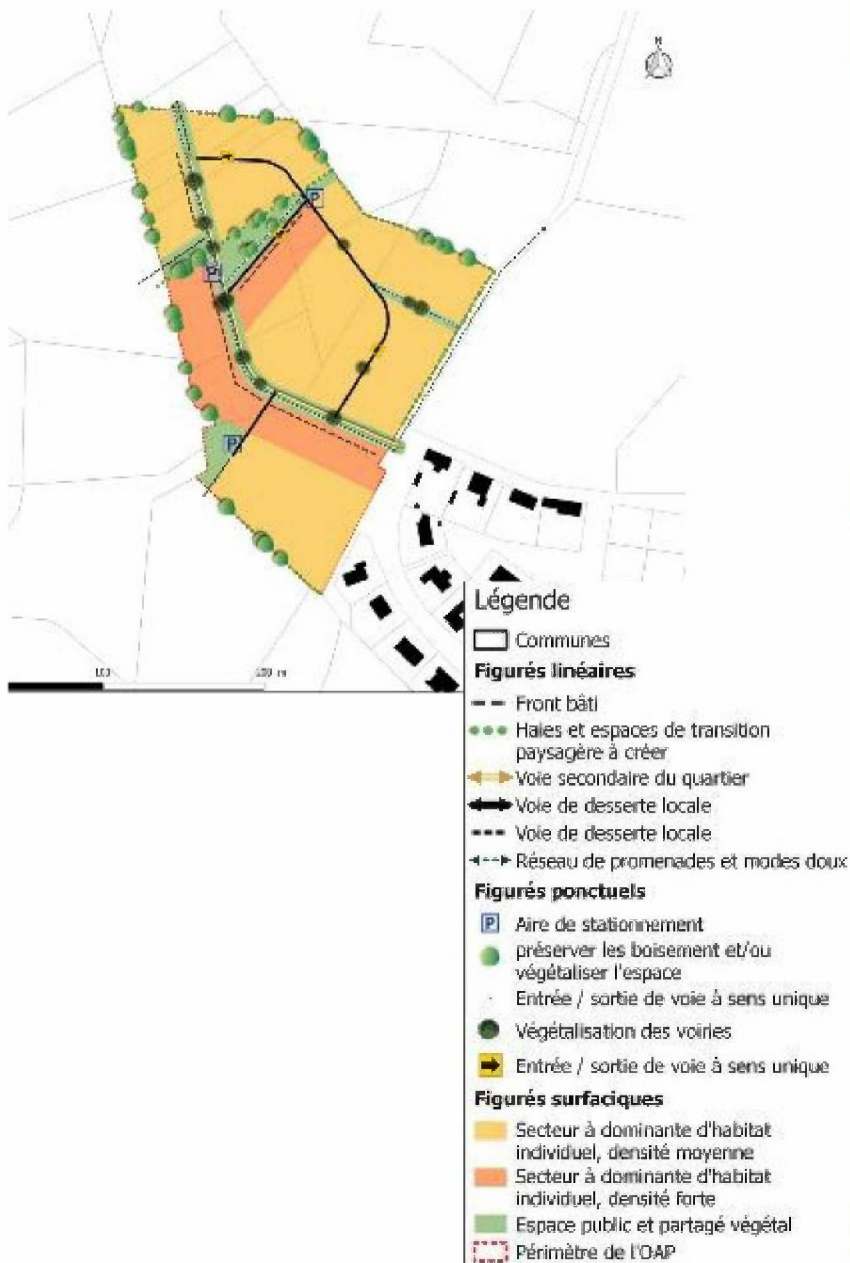 N
P
P
P
100
Légende
Communes
Figurés linéaires
Front bâti
Haies et espaces de transition
paysagère à créer
Voie secondaire du quartier
Voie de desserte locale
Voie de desserte locale
Réseau de promenades et modes doux
Figurés ponctuels
P Aire de stationnement
préserver les boisement et/ou
végétaliser l'espace
Entrée / sortie de voie à sens unique
Végétalisation des voiries
Entrée / sortie de voie à sens unique
Figurés surfaciques
Secteur à dominante d'habitat
individuel, densité moyenne
Secteur à dominante d'habitat
individuel, densité forte
Espace public et partagé végétal
Périmètre de l'OAP